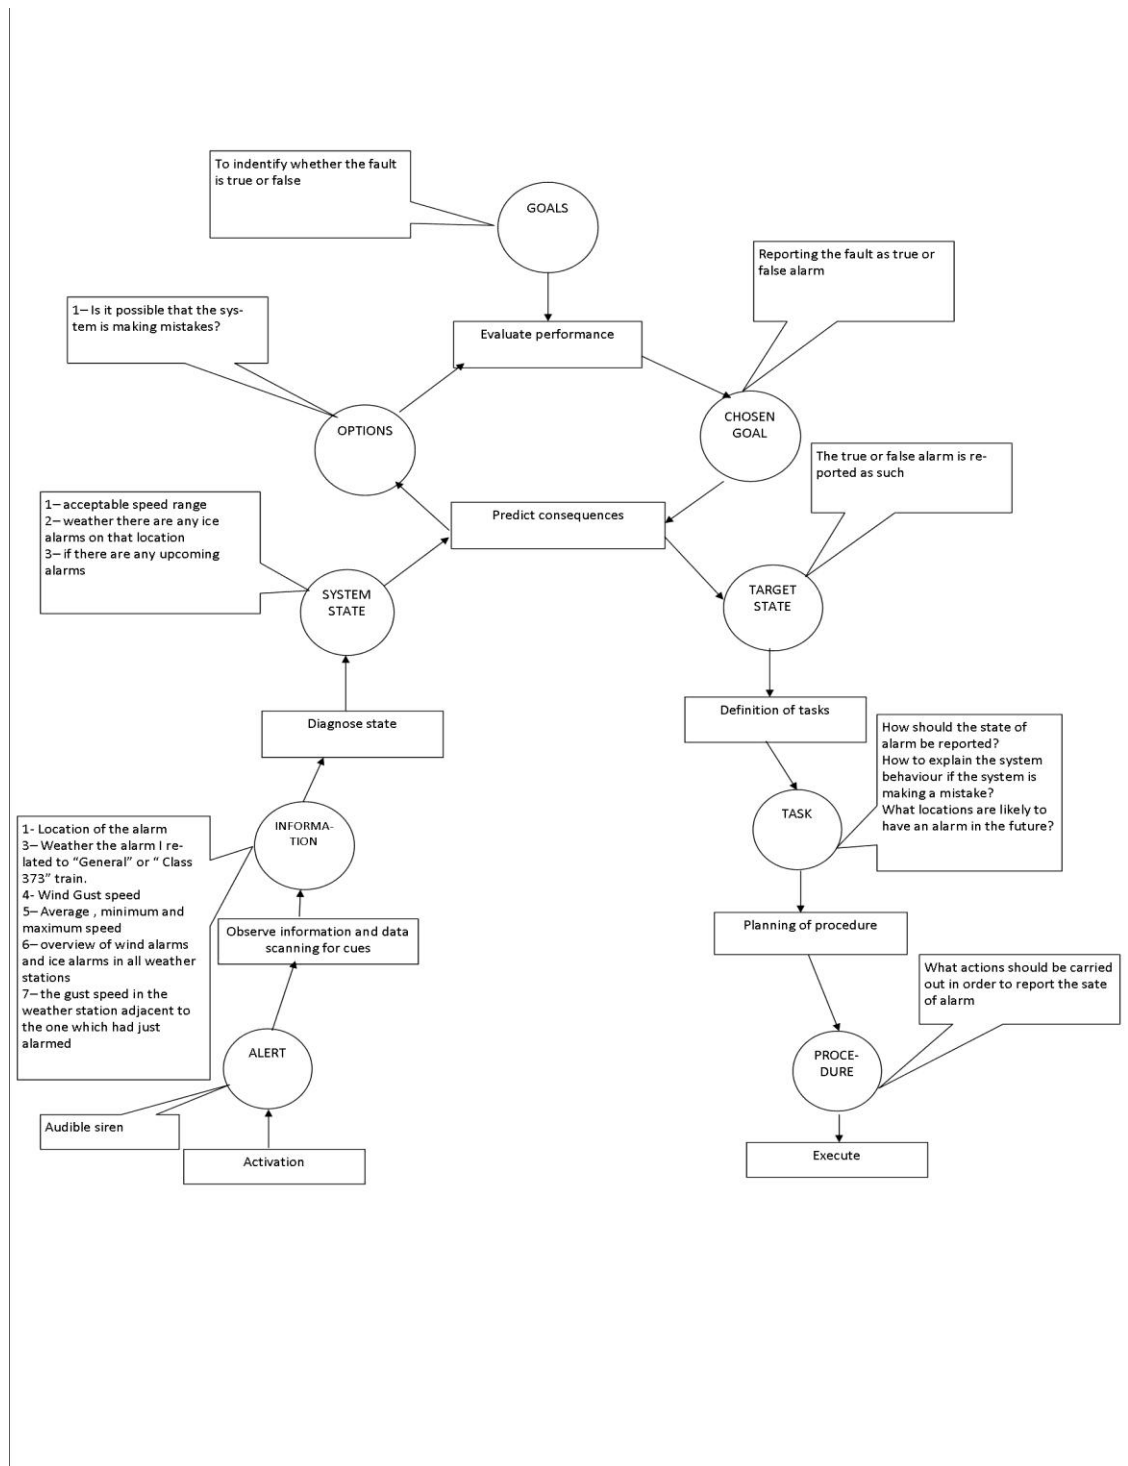 To indentify whether the fault
is true or false
GOALS
Reporting the fault as true or
false alarm
1– Is it possible that the sys-
tem is making mistakes?
Evaluate performance
CHOSEN
GOAL
OPTIONS
The true or false alarm is re-
ported as such
1– acceptable speed range
2– weather there are any ice
alarms on that location
3– if there are any upcoming
alarms
Predict consequences
SYSTEM
STATE
TARGET
STATE
Diagnose state
Definition of tasks
How should the state of
alarm be reported?
How to explain the system
behaviour if the system is
making a mistake?
What locations are likely to
have an alarm in the future?
TASK
INFORMA-
TION
1- Location of the alarm
3– Weather the alarm I re-
lated to “General” or “ Class
373” train.
4- Wind Gust speed
5– Average , minimum and
maximum speed
6– overview of wind alarms
and ice alarms in all weather
stations
7– the gust speed in the
weather station adjacent to
the one which had just
alarmed
Observe information and data
scanning for cues
Planning of procedure
What actions should be carried
out in order to report the sate
of alarm
ALERT
PROCE-
DURE
Audible siren
Activation
Execute